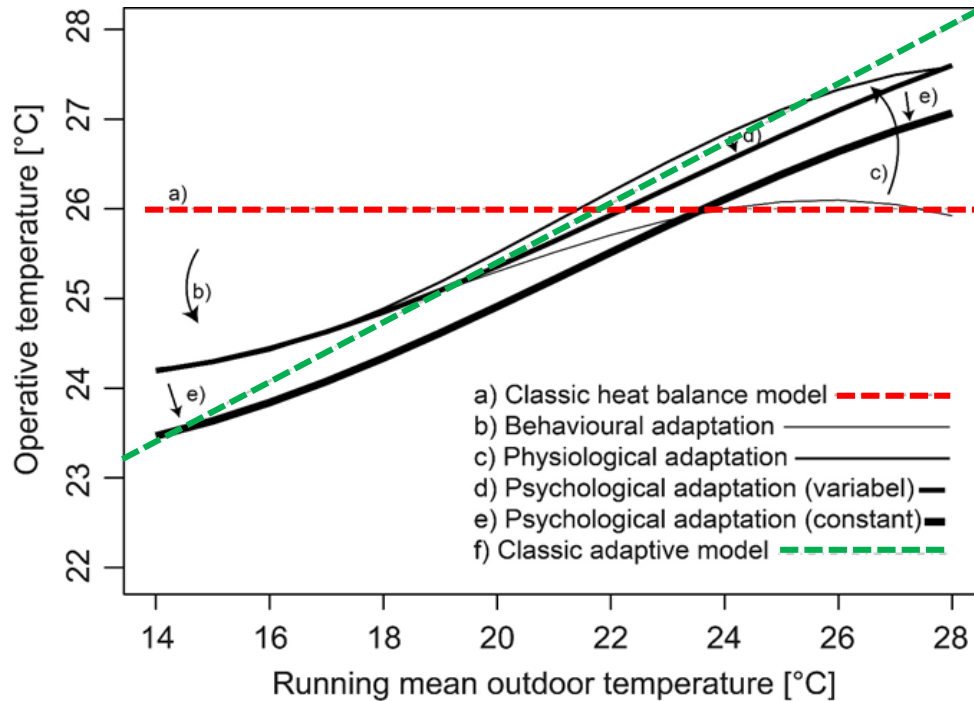 28
27
26
25
24
23
22
Operative temperature [°C]
a)
b)
e)
d)
e)
c)
a) Classic heat balance model
b) Behavioural adaptation
c) Physiological adaptation
d) Psychological adaptation (variabel)
e) Psychological adaptation (constant)
f) Classic adaptive model
14 16 18 20 22 24 26 28
Running mean outdoor temperature [°C]